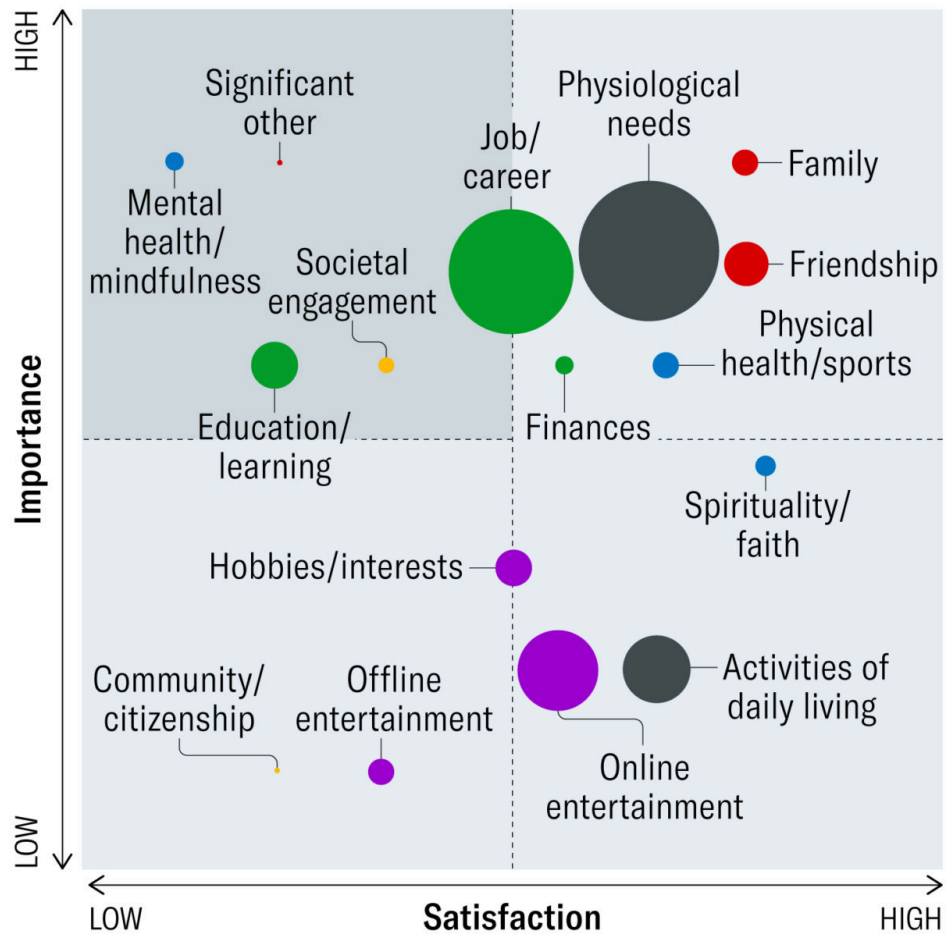 HIGH
Importance
LOW
Significant
other
Mental
health/
mindfulness
Societal
engagement
Education/
learning
Job/
career
Physiological
needs
Family
Friendship
Physical
health/sports
Finances
Spirituality/
faith
Hobbies/interests
Community/
citizenship
Offline
entertainment
Online
entertainment
Activities of
daily living
LOW
Satisfaction
HIGH